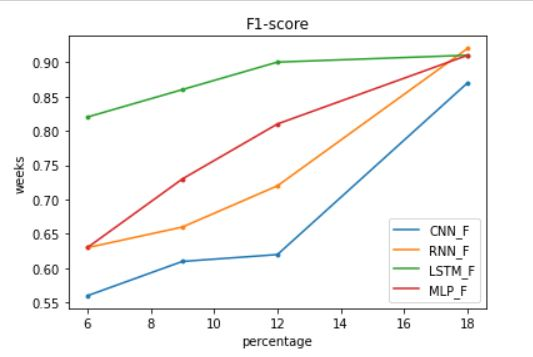 F1-score
0.90
0.85
0.80
0.75
0.70
0.65
0.60
0.55
weeks
CNN_F
RNN_F
LSTM_F
MLP_F
6 8 10 12 14 16 18
percentage